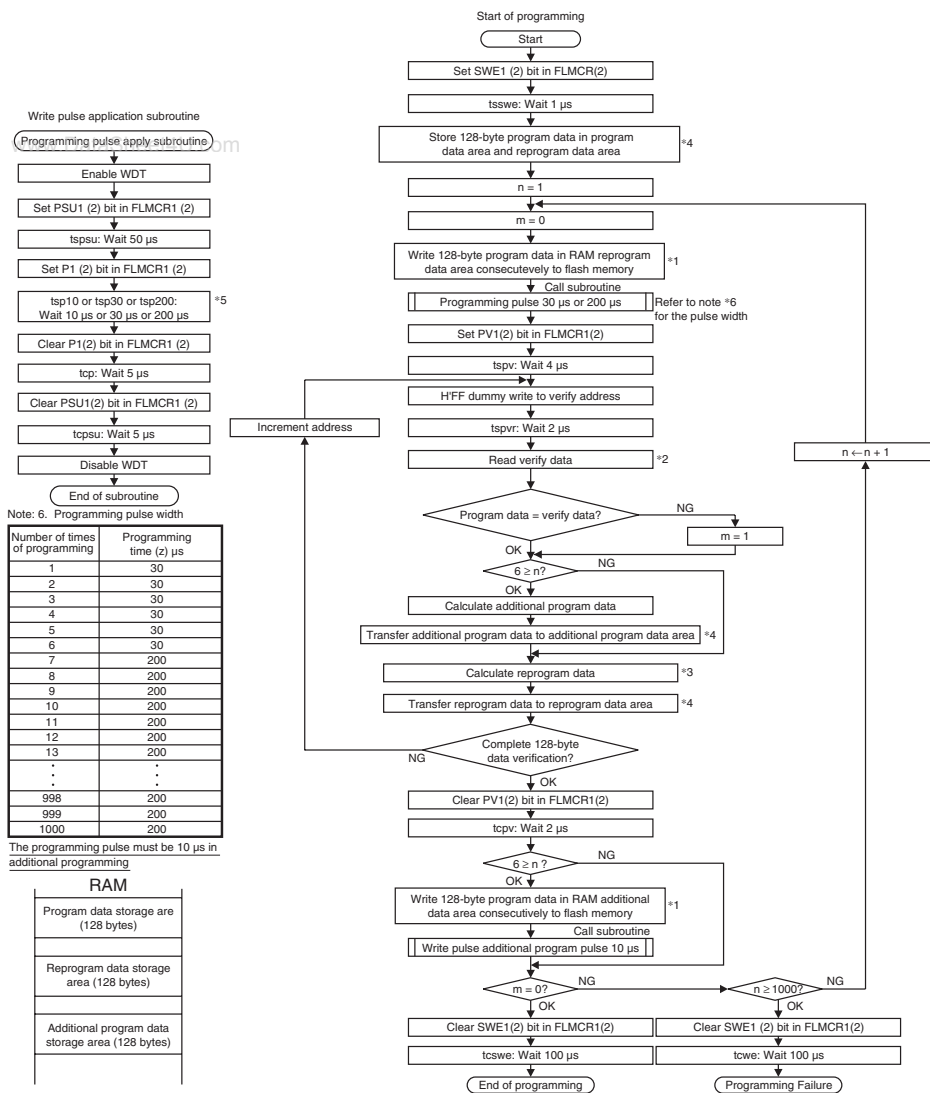 Start of programming
Start
Set SWE1 (2) bit in FLMCR(2)
tsswe: Wait 1 µs
Store 128-byte program data in program
data area and reprogram data area
*4
n = 1
m = 0
Write 128-byte program data in RAM reprogram
data area consecutevely to flash memory
*1
Call subroutine
Programming pulse 30 µs or 200 µs
Refer to note *6
for the pulse width
Set PV1(2) bit in FLMCR1(2)
tspv: Wait 4 µs
H'FF dummy write to verify address
Increment address
tspvr: Wait 2 µs
Read verify data
*2
n ← n + 1
Program data = verify data?
NG
m = 1
OK
6 ≥ n?
NG
OK
Calculate additional program data
Transfer additional program data to additional program data area
*4
Calculate reprogram data
*3
Transfer reprogram data to reprogram data area
*4
Complete 128-byte
data verification?
NG
OK
Clear PV1(2) bit in FLMCR1(2)
tcpv: Wait 2 µs
6 ≥ n ?
NG
OK
Write 128-byte program data in RAM additional
data area consecutively to flash memory
*1
Call subroutine
Write pulse additional program pulse 10 µs
m = 0?
NG
n ≥ 1000?
NG
OK
OK
Clear SWE1(2) bit in FLMCR1(2)
Clear SWE1 (2) bit in FLMCR1(2)
tcswe: Wait 100 µs
tcwe: Wait 100 µs
End of programming
Programming Failure
Write pulse application subroutine
Programming pulse apply subroutine
Enable WDT
Set PSU1 (2) bit in FLMCR1 (2)
tspsu: Wait 50 µs
Set P1 (2) bit in FLMCR1 (2)
tsp10 or tsp30 or tsp200:
Wait 10 µs or 30 µs or 200 µs
*5
Clear P1(2) bit in FLMCR1 (2)
tcp: Wait 5 µs
Clear PSU1(2) bit in FLMCR1 (2)
tcpsu: Wait 5 µs
Disable WDT
End of subroutine
Note: 6. Programming pulse width
Number of times
of programming
Programming
time (z) µs
1 30
2 30
3 30
4 30
5 30
6 30
7 200
8 200
9 200
10 200
11 200
12 200
13 200
998 200
999 200
1000 200
The programming pulse must be 10 µs in
additional programming
RAM
Program data storage are
(128 bytes)
Reprogram data storage
area (128 bytes)
Additional program data
storage area (128 bytes)